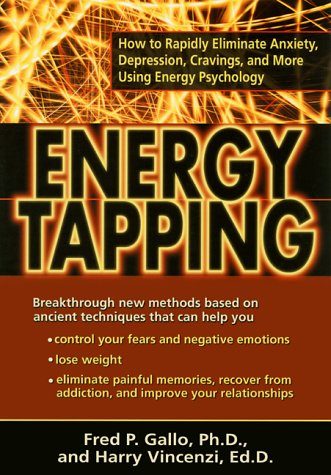 How to Rapidly Eliminate Anxiety,
Depression, Cravings, and More
Using Energy Psychology
ENERGY
TAPPING
Breakthrough new methods based on
ancient techniques that can help you
• control your fears and negative emotions
• lose weight
• eliminate painful memories, recover from
addiction, and improve your relationships
Fred P. Gallo, Ph.D.,
and Harry Vincenzi, Ed.D.